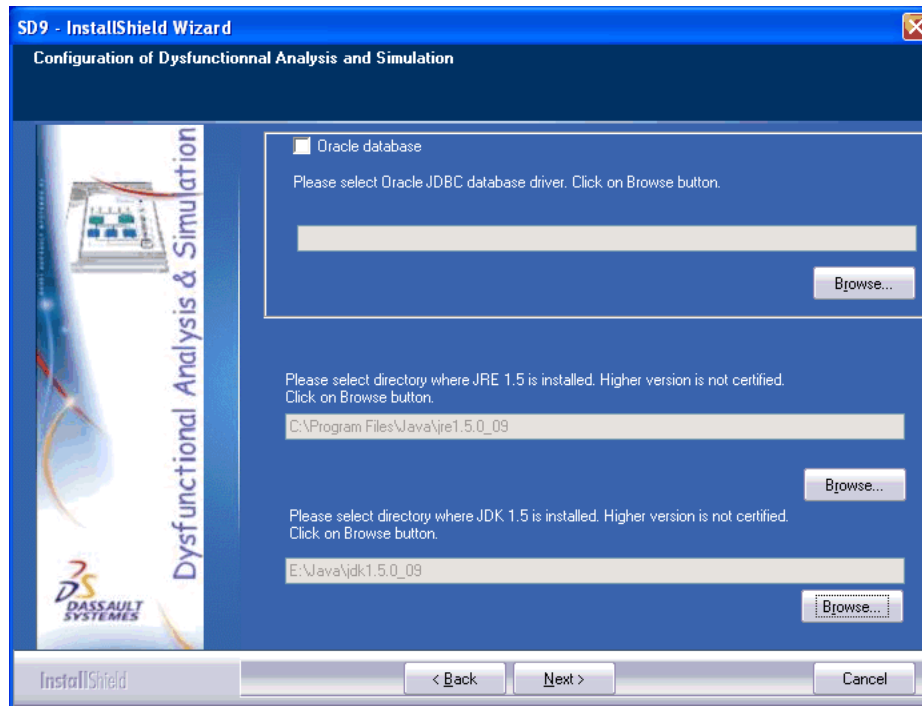 SD9 - InstallShield Wizard
Configuration of Dysfunctionnal Analysis and Simulation
Dysfunctional Analysis & Simulation
DASSAULT
SYSTEMES
Oracle database
Please select Oracle JDBC database driver. Click on Browse button.
Browse...
Please select directory where JRE 1.5 is installed. Higher version is not certified.
Click on Browse button.
C:\Program Files\Java\jre1.5.0_09
Browse...
Please select directory where JDK 1.5 is installed. Higher version is not certified.
Click on Browse button.
E:\Java\jdk1.5.0_09
Browse...
InstallShield
< Back
Next >
Cancel